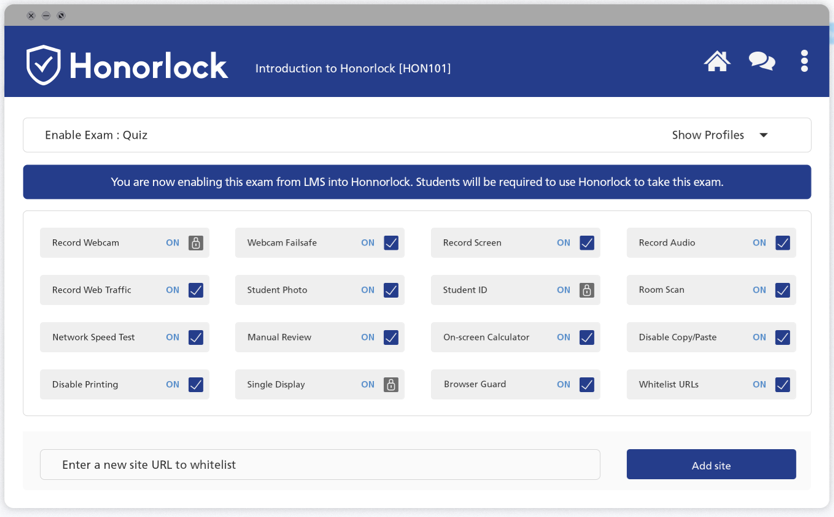 Honorlock
Introduction to Honorlock [HON101]
Enable Exam : Quiz
Show Profiles
You are now enabling this exam from LMS into Honnorlock. Students will be required to use Honorlock to take this exam.
Record Webcam ON
Webcam Failsafe ON
Record Screen ON
Record Audio ON
Record Web Traffic ON
Student Photo ON
Student ID ON
Room Scan ON
Network Speed Test ON
Manual Review ON
On-screen Calculator ON
Disable Copy/Paste ON
Disable Printing ON
Single Display ON
Browser Guard ON
Whitelist URLs ON
Enter a new site URL to whitelist
Add site